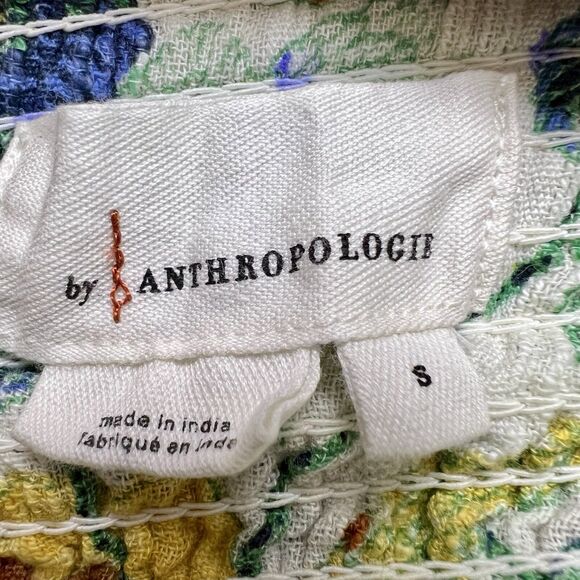 by ANTHROPOLOGIE
S
made in india
fabriqué en inde